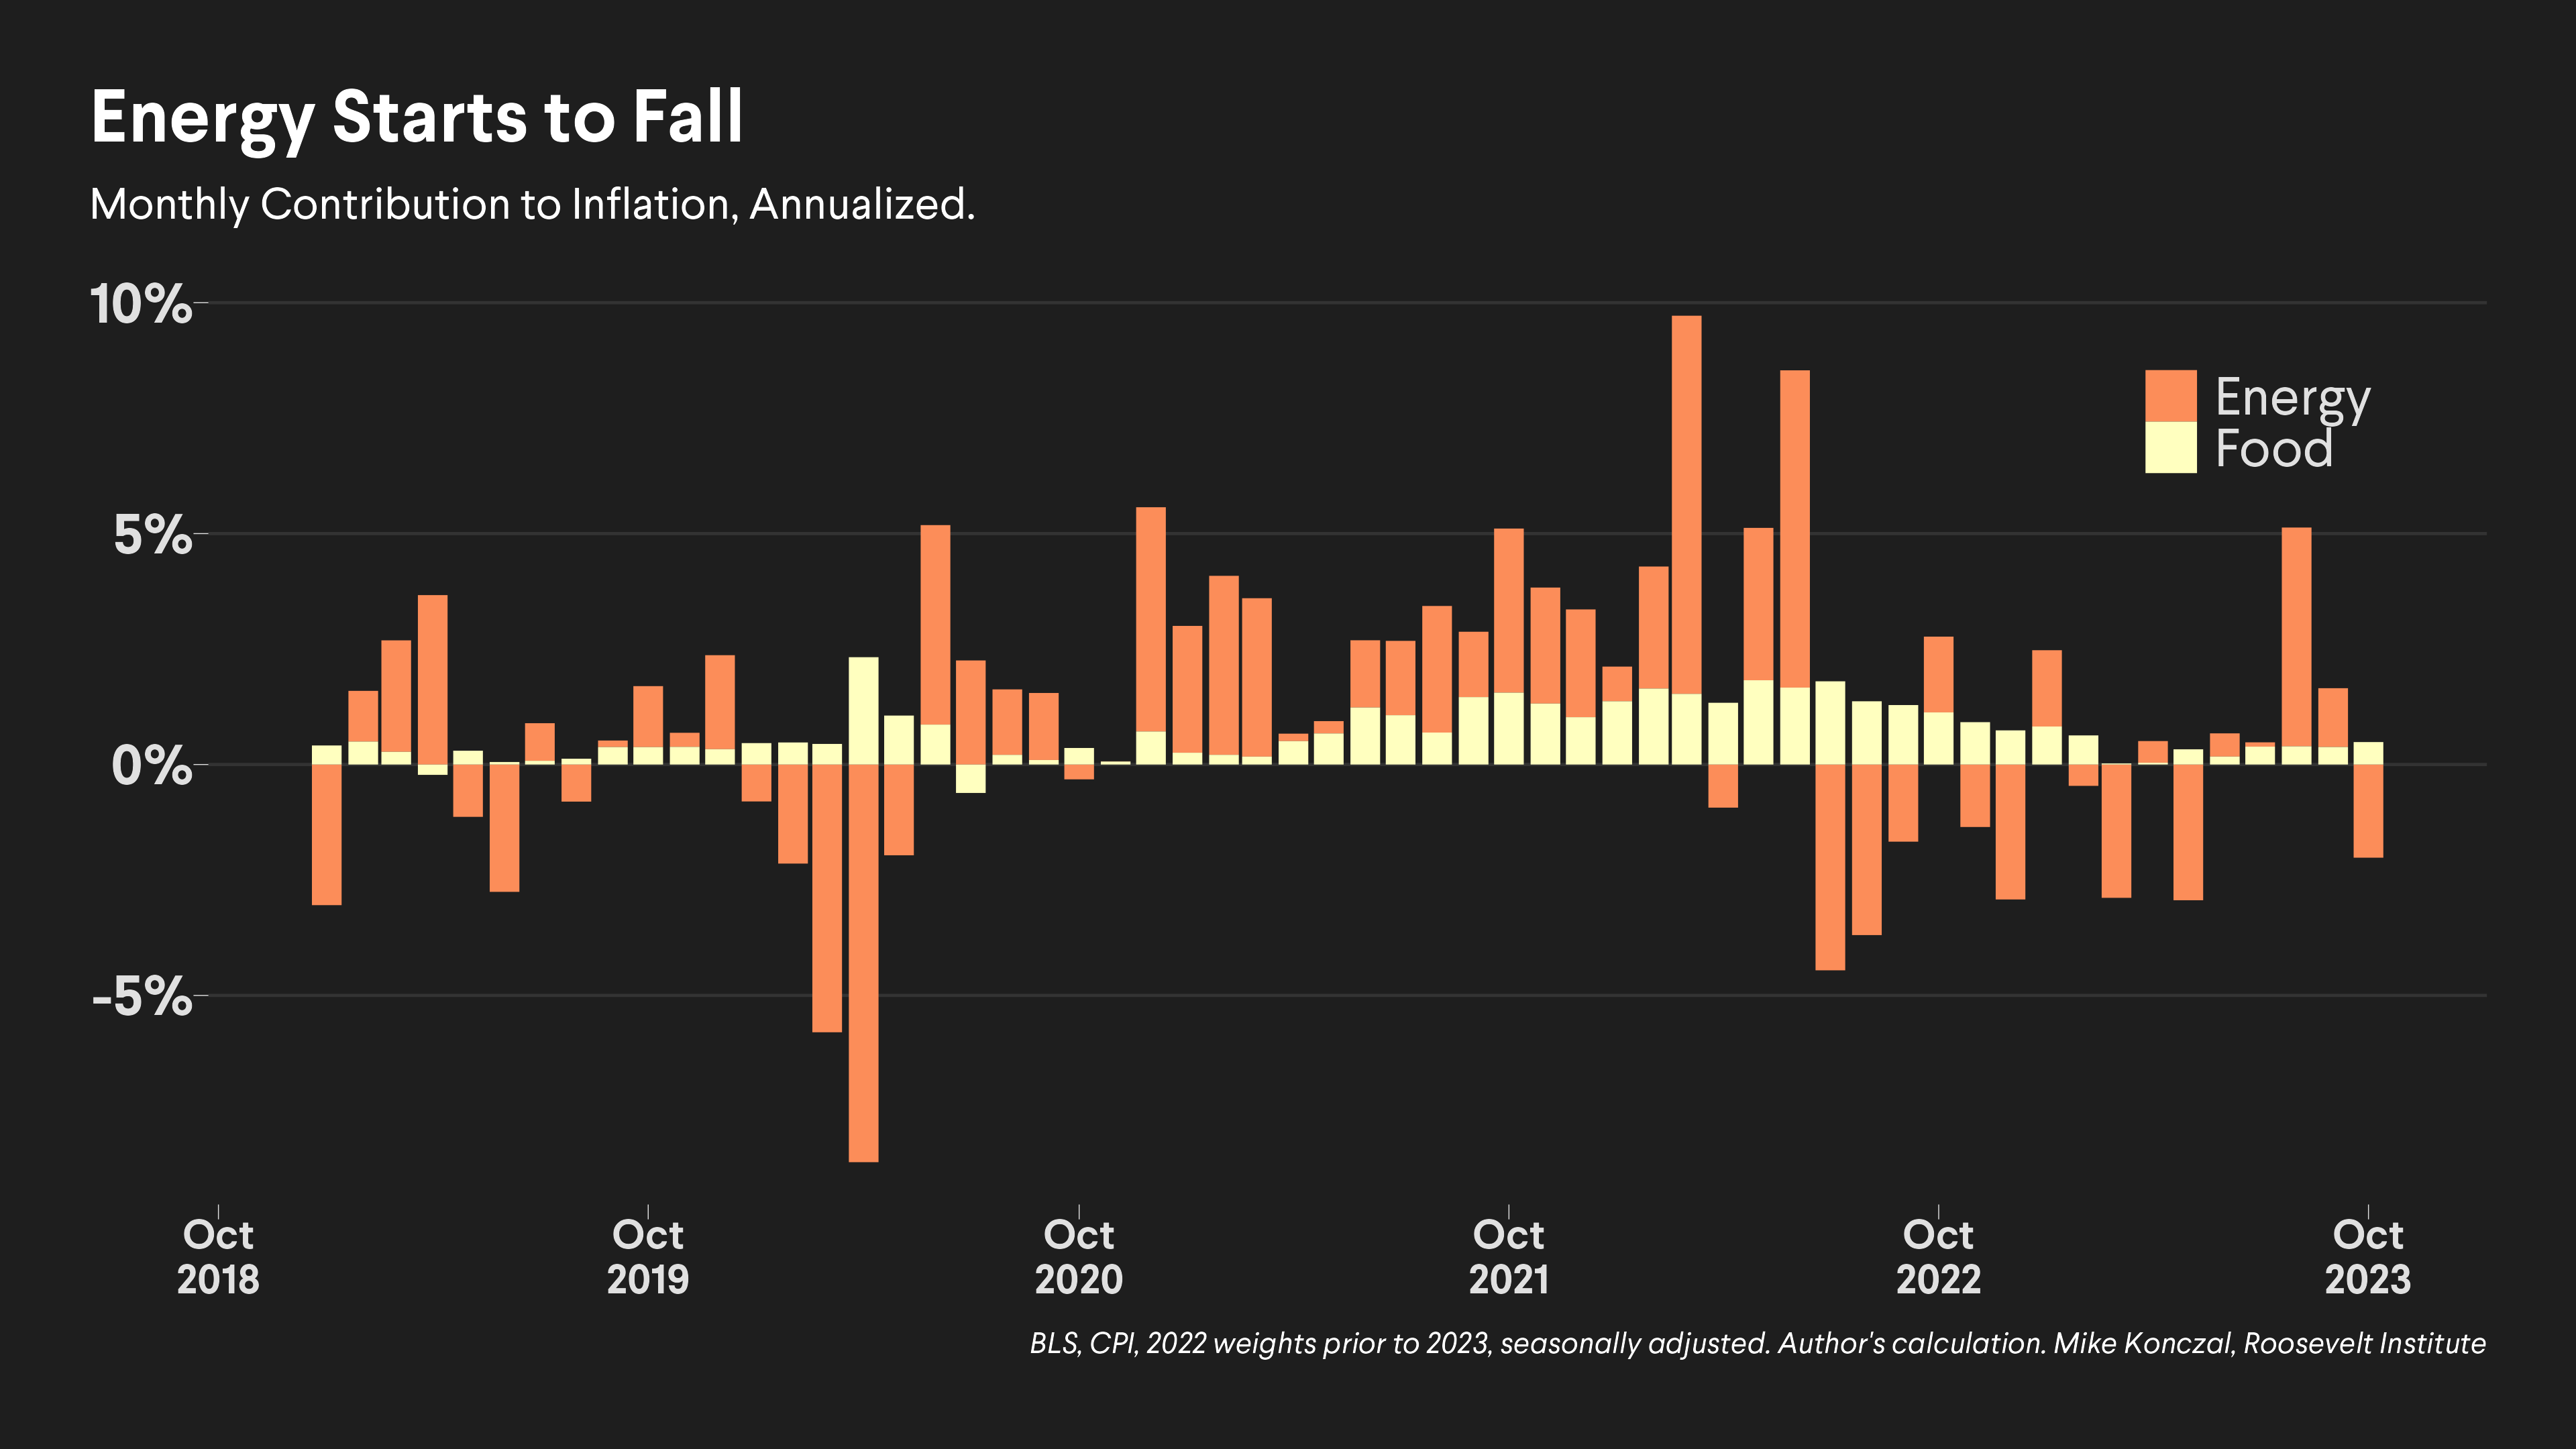 Energy Starts to Fall
Monthly Contribution to Inflation, Annualized.
10%
5%
0%
-5%
Energy
Food
Oct
2018
Oct
2019
Oct
2020
Oct
2021
Oct
2022
Oct
2023
BLS, CPI, 2022 weights prior to 2023, seasonally adjusted. Author's calculation. Mike Konczal, Roosevelt Institute